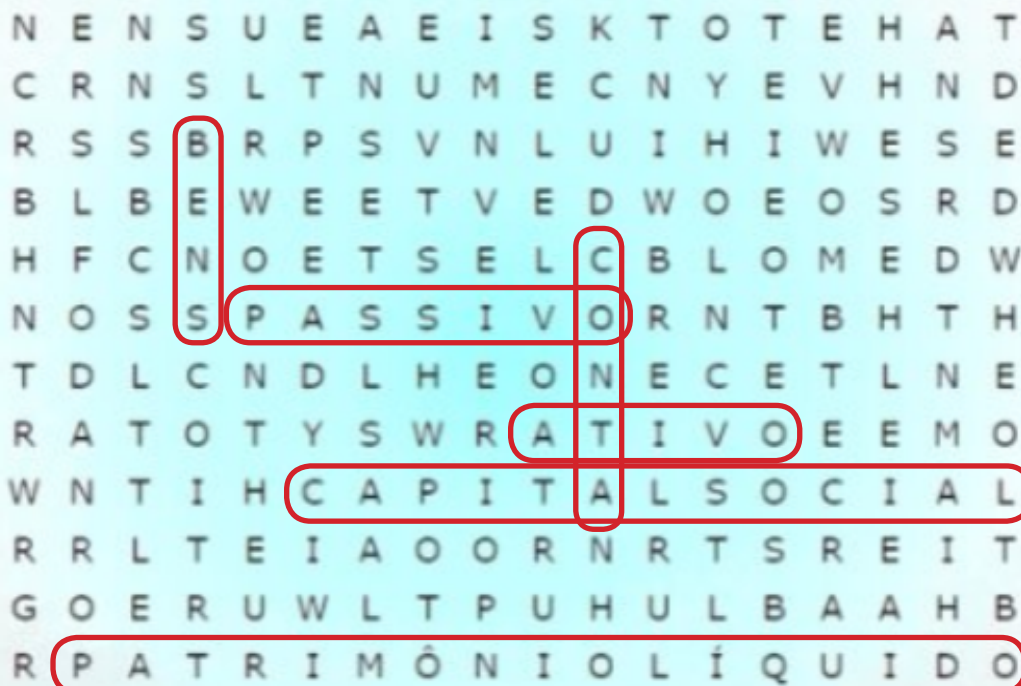 N E N S U E A E I S K T O T E H A T
C R N S L T N U M E C N Y E V H N D
R S S B R P S V N L U I H I W E S E
B L B E W E E T V E D W O E O S R D
H F C N O E T S E L C B L O M E D W
N O S S P A S S I V O R N T B H T H
T D L C N D L H E O N E C E T L N E
R A T O T Y S W R A T I V O E E M O
W N T I H C A P I T A L S O C I A L
R R L T E I A O O R N R T S R E I T
G O E R U W L T P U H U L B A A H B
R P A T R I M Ô N I O L Í Q U I D O